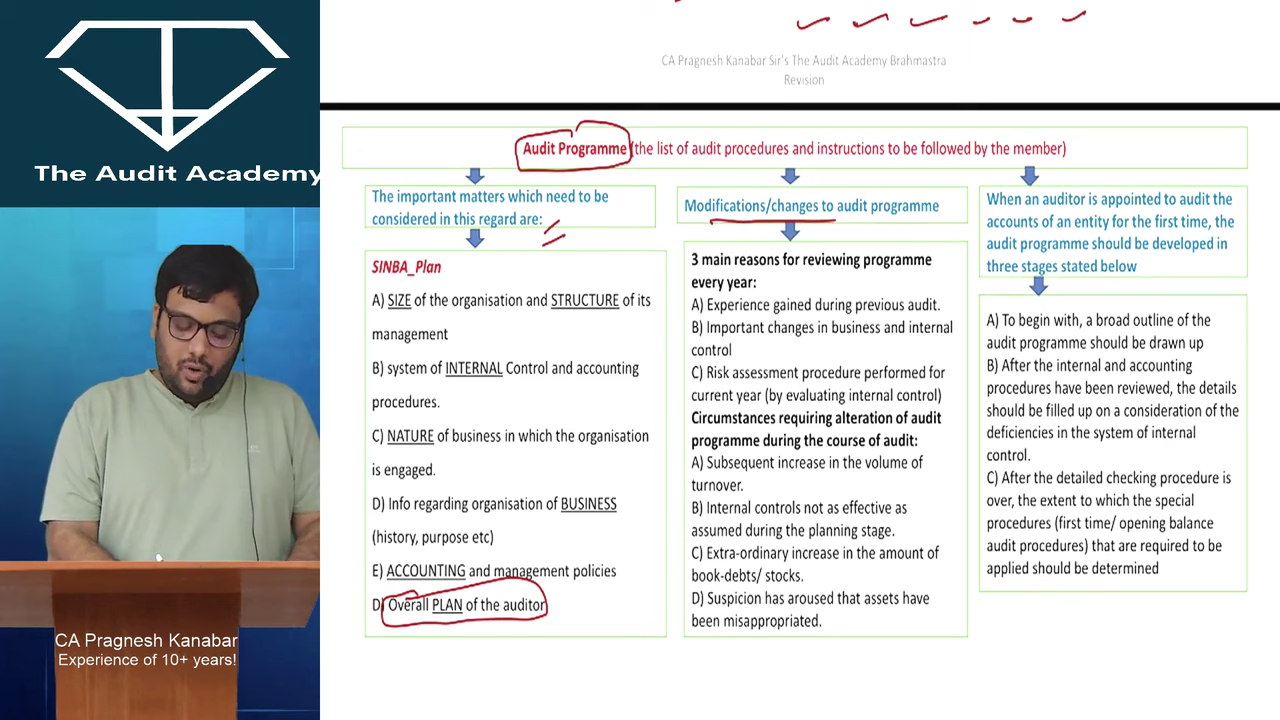 CA Pragnesh Kanabar Sir's The Audit Academy Brahmastra
Revision
The Audit Academy
Audit Programme (the list of audit procedures and instructions to be followed by the member)
The important matters which need to be
considered in this regard are:
SINBA_Plan
A) SIZE of the organisation and STRUCTURE of its
management
B) system of INTERNAL Control and accounting
procedures.
C) NATURE of business in which the organisation
is engaged.
D) Info regarding organisation of BUSINESS
(history, purpose etc)
E) ACCOUNTING and management policies
D) Overall PLAN of the auditor
Modifications/changes to audit programme
3 main reasons for reviewing programme
every year:
A) Experience gained during previous audit.
B) Important changes in business and internal
control
C) Risk assessment procedure performed for
current year (by evaluating internal control)
Circumstances requiring alteration of audit
programme during the course of audit:
A) Subsequent increase in the volume of
turnover.
B) Internal controls not as effective as
assumed during the planning stage.
C) Extra-ordinary increase in the amount of
book-debts/ stocks.
D) Suspicion has aroused that assets have
been misappropriated.
When an auditor is appointed to audit the
accounts of an entity for the first time, the
audit programme should be developed in
three stages stated below
A) To begin with, a broad outline of the
audit programme should be drawn up
B) After the internal and accounting
procedures have been reviewed, the details
should be filled up on a consideration of the
deficiencies in the system of internal
control.
C) After the detailed checking procedure is
over, the extent to which the special
procedures (first time/ opening balance
audit procedures) that are required to be
applied should be determined
CA Pragnesh Kanabar
Experience of 10+ years!